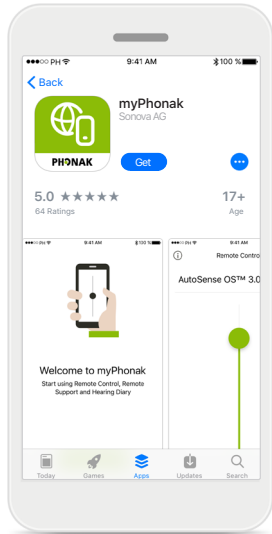 PH 9:41 AM 100 %
Back
myPhonak
Sonova AG
PHONAK
Get
5.0 ★★★★★ 17+
64 Ratings Age
9:41 AM $100 %
9:41 AM
Remote Contro
Welcome to myPhonak
Start using Remote Control, Remote
Support and Hearing Diary
AutoSense OS™ 3.0
Today Games Apps Updates Search